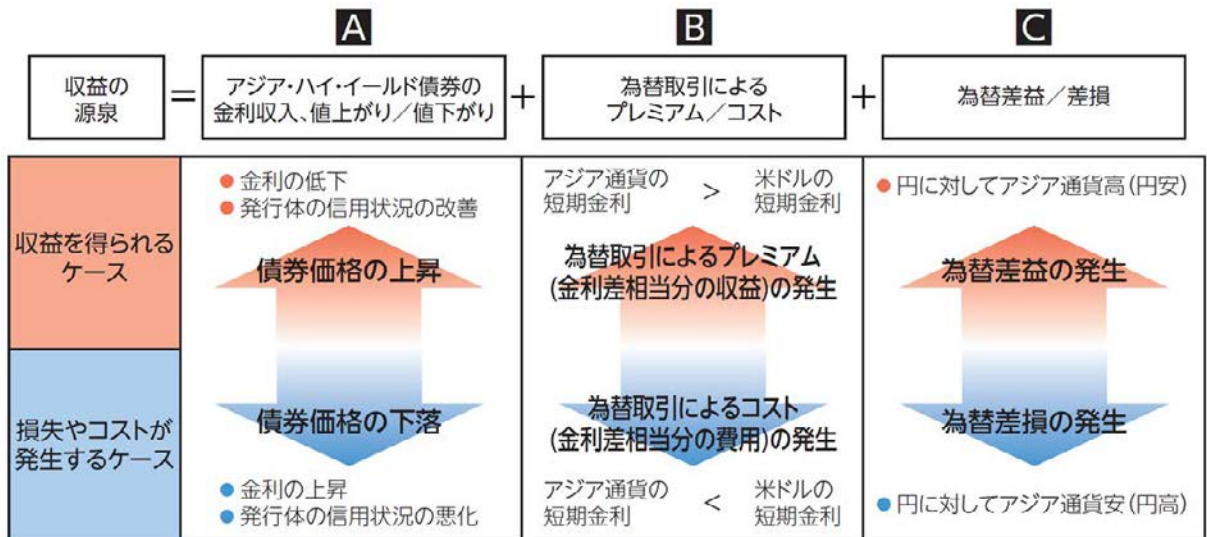 A
B
C
収益の
源泉
=
アジア・ハイ・イールド債券の
金利収入、値上がり/値下がり
+
為替取引による
プレミアム/コスト
+
為替差益/差損
収益を得られる
ケース
● 金利の低下
● 発行体の信用状況の改善
債券価格の上昇
アジア通貨の
短期金利
>
米ドルの
短期金利
為替取引によるプレミアム
(金利差相当分の収益)の発生
● 円に対してアジア通貨高(円安)
為替差益の発生
損失やコストが
発生するケース
債券価格の下落
● 金利の上昇
● 発行体の信用状況の悪化
為替取引によるコスト
(金利差相当分の費用)の発生
アジア通貨の
短期金利
<
米ドルの
短期金利
為替差損の発生
● 円に対してアジア通貨安(円高)